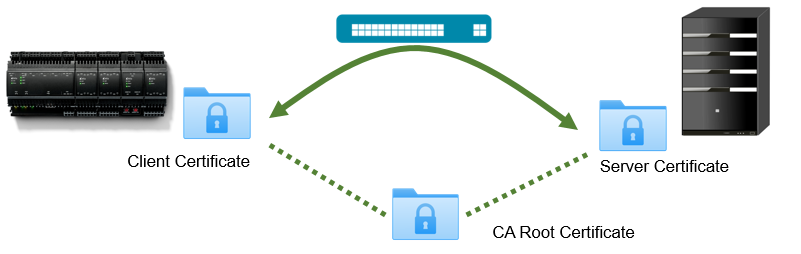 Client Certificate
Server Certificate
CA Root Certificate